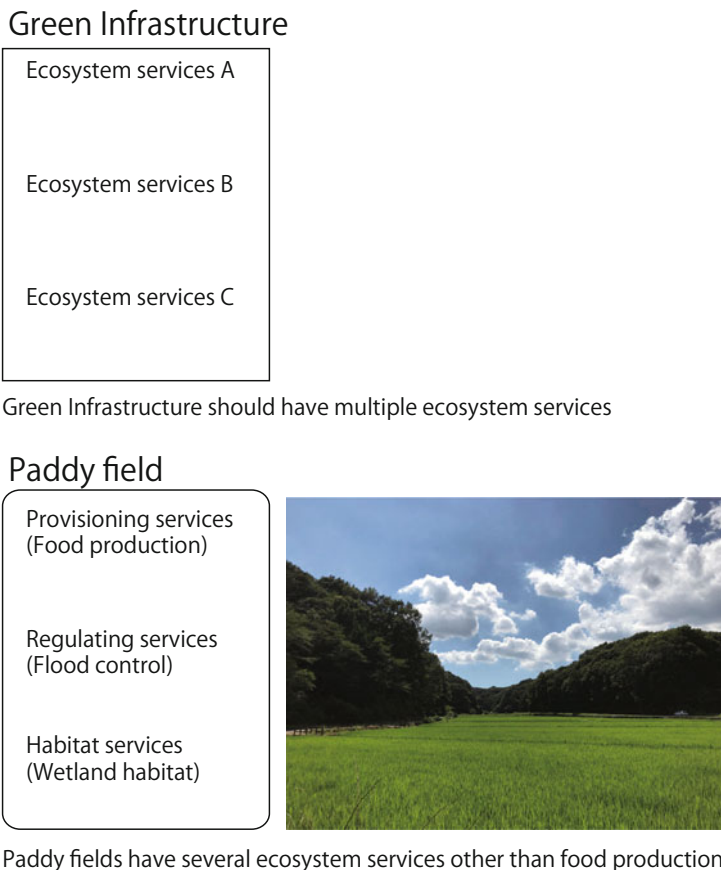 Green Infrastructure
Ecosystem services A
Ecosystem services B
Ecosystem services C
Green Infrastructure should have multiple ecosystem services
Paddy field
Provisioning services
(Food production)
Regulating services
(Flood control)
Habitat services
(Wetland habitat)
Paddy fields have several ecosystem services other than food production